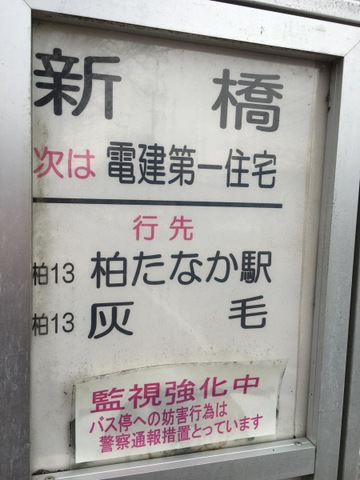 新橋
次は 電建第一住宅
行先
柏13 柏たなか駅
柏13 灰毛
監視強化中
バス停への妨害行為は
警察通報措置とっています